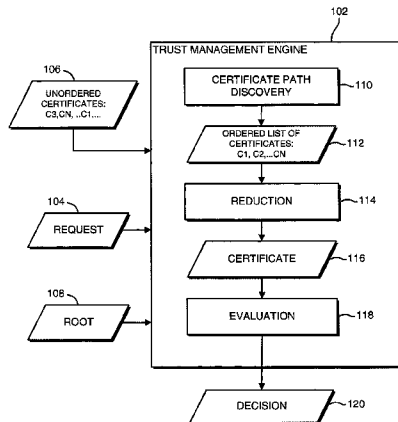 102
TRUST MANAGEMENT ENGINE
106
UNORDERED
CERTIFICATES:
C3,CN, ..C1....
CERTIFICATE PATH
DISCOVERY
110
ORDERED LIST OF
CERTIFICATES:
C1, C2,...CN
112
104
REQUEST
REDUCTION
114
CERTIFICATE
116
108
ROOT
EVALUATION
118
DECISION
120